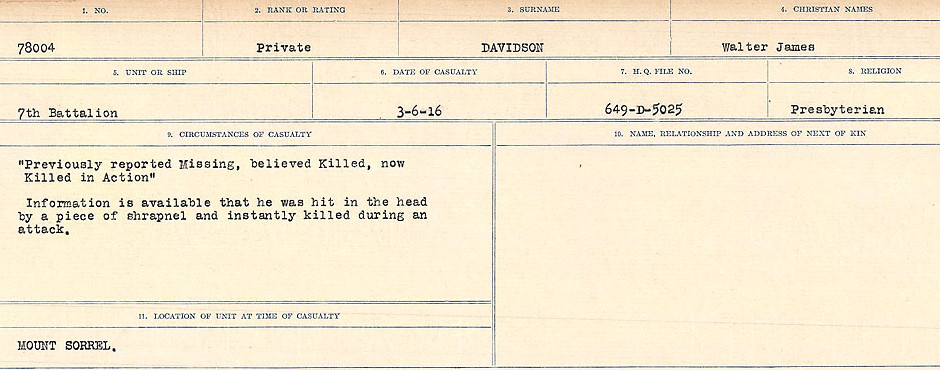 1. NO.
2. RANK OR RATING
3. SURNAME
4. CHRISTIAN NAMES
78004
Private
DAVIDSON
Walter James
5. UNIT OR SHIP
6. DATE OF CASUALTY
7. H.Q. FILE NO.
8. RELIGION
7th Battalion
3-6-16
649-D-5025
Presbyterian
9. CIRCUMSTANCES OF CASUALTY
"Previously reported Missing, believed Killed, now
Killed in Action"
Information is available that he was hit in the head
by a piece of shrapnel and instantly killed during an
attack.
10. NAME, RELATIONSHIP AND ADDRESS OF NEXT OF KIN
11. LOCATION OF UNIT AT TIME OF CASUALTY
MOUNT SORREL.